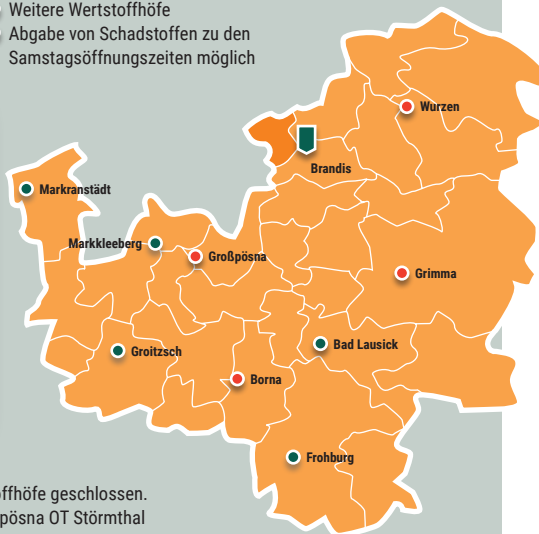 Weitere Wertstoffhöfe
Abgabe von Schadstoffen zu den
Samstagsöffnungszeiten möglich
Wurzen
Brandis
Markranstädt
Markkleeberg
Großpösna
Grimma
Bad Lausick
Groitzsch
Borna
Frohburg
offhöfe geschlossen.
pösna OT Störmthal